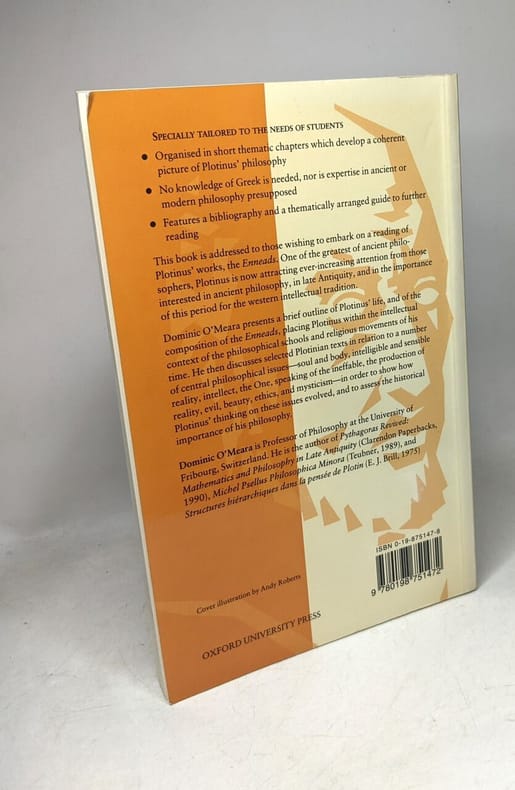 SPECIALLY TAILORED TO THE NEEDS OF STUDENTS
● Organised in short thematic chapters which develop a coherent
picture of Plotinus' philosophy
● No knowledge of Greek is needed, nor is expertise in ancient or
modern philosophy presupposed
● Features a bibliography and a thematically arranged guide to further
reading
This book is addressed to those wishing to embark on a reading of
Plotinus' works, the Enneads. One of the greatest of ancient philo-
sophers, Plotinus is now attracting ever-increasing attention from those
interested in ancient philosophy, in late Antiquity, and in the importance
of this period for the western intellectual tradition.
Dominic O'Meara presents a brief outline of Plotinus' life, and of the
composition of the Enneads, placing Plotinus within the intellectual
context of the philosophical schools and religious movements of his
time. He then discusses selected Plotinian texts in relation to a number
of central philosophical issues—soul and body, intelligible and sensible
reality, intellect, the One, speaking of the ineffable, the production of
reality, evil, beauty, ethics, and mysticism—in order to show how
Plotinus' thinking on these issues evolved, and to assess the historical
importance of his philosophy.
Dominic O'Meara is Professor of Philosophy at the University of
Fribourg, Switzerland. He is the author of Pythagoras Revived:
Mathematics and Philosophy in Late Antiquity (Clarendon Paperbacks,
1990), Michel Psellus Philosophica Minora (Teubner, 1989), and
Structures hiérarchiques dans la pensée de Plotin (E. J. Brill, 1975)
ISBN 0-19-875147-8
9 780198 751472
Cover illustration by Andy Roberts
OXFORD UNIVERSITY PRESS